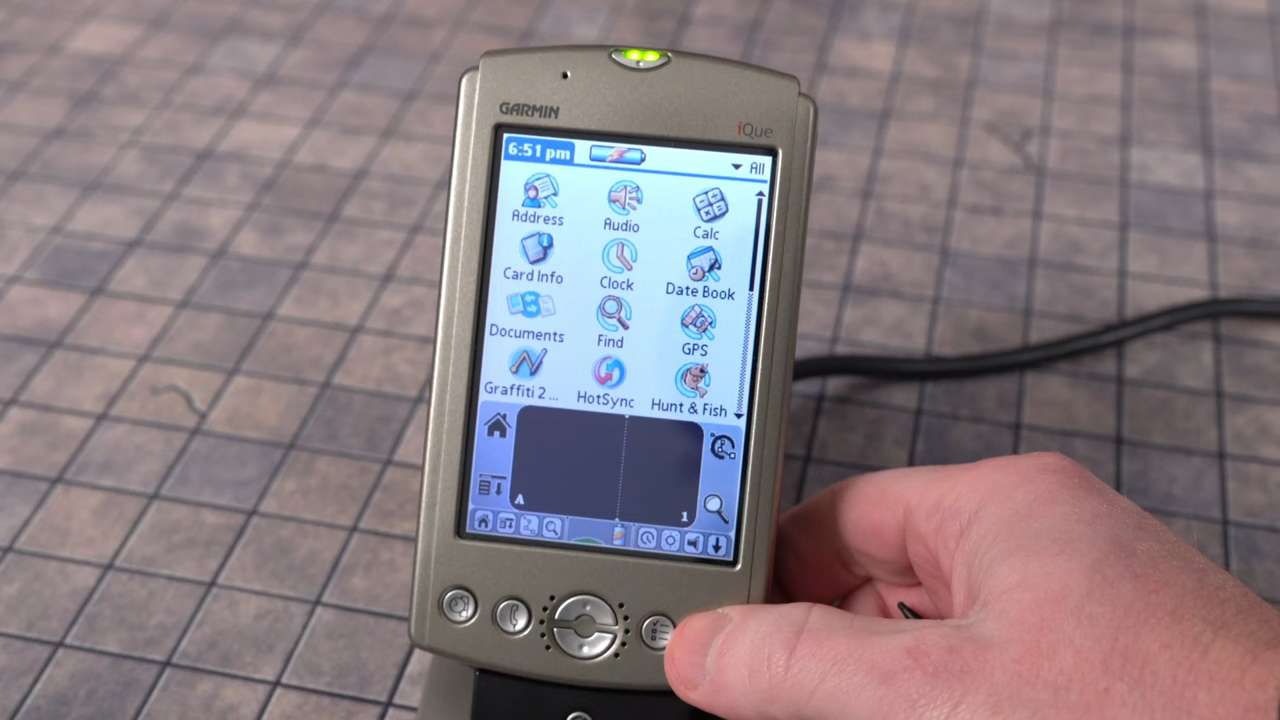 GARMIN
iQue
6:51 pm
All
Address
Audio
Calc
Card Info
Clock
Date Book
Documents
Find
GPS
Graffiti 2 ...
HotSync
Hunt & Fish
A
1